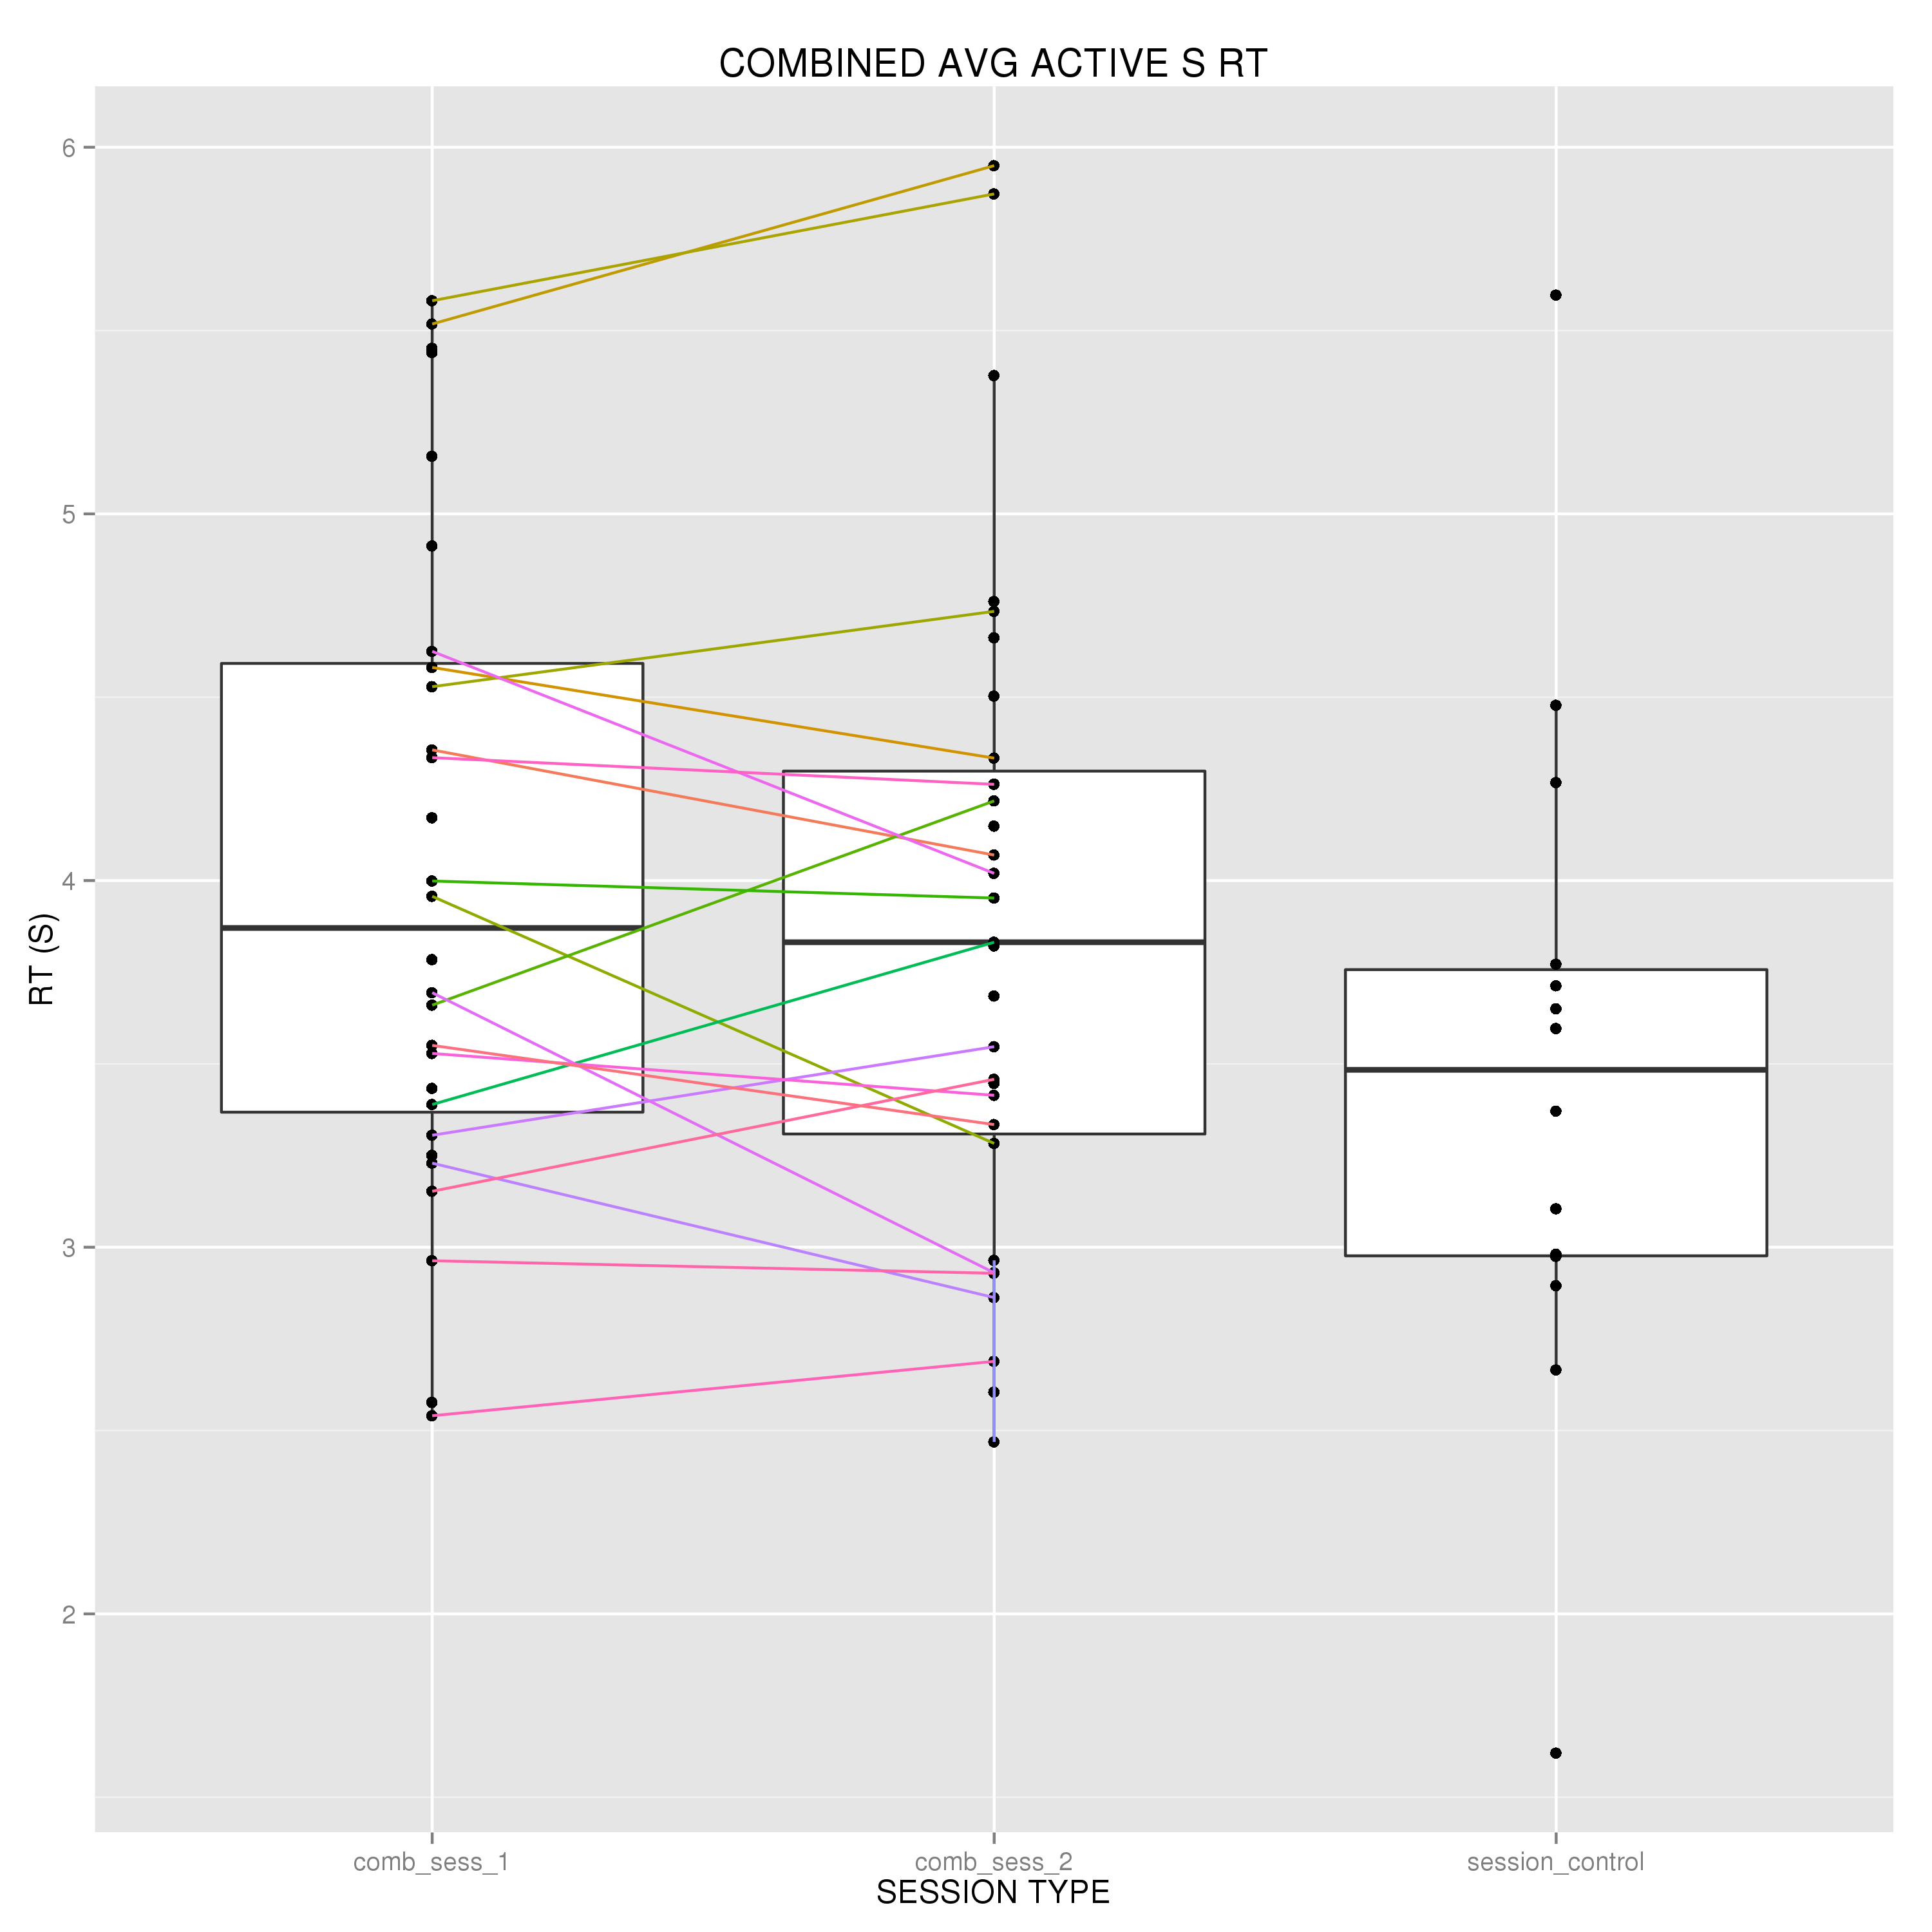 COMBINED AVG ACTIVE S RT
6
5
4
3
2
RT (S)
comb_sess_1
comb_sess_2
session_control
SESSION TYPE